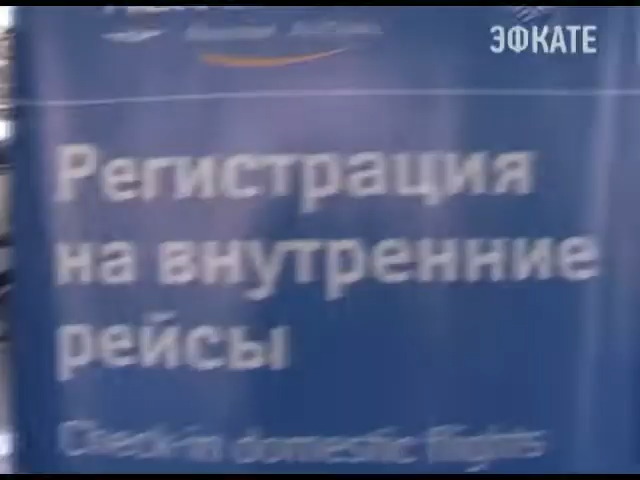 ЭФКАТЕ
Регистрация
на внутренние
рейсы
Check-in domestic flights